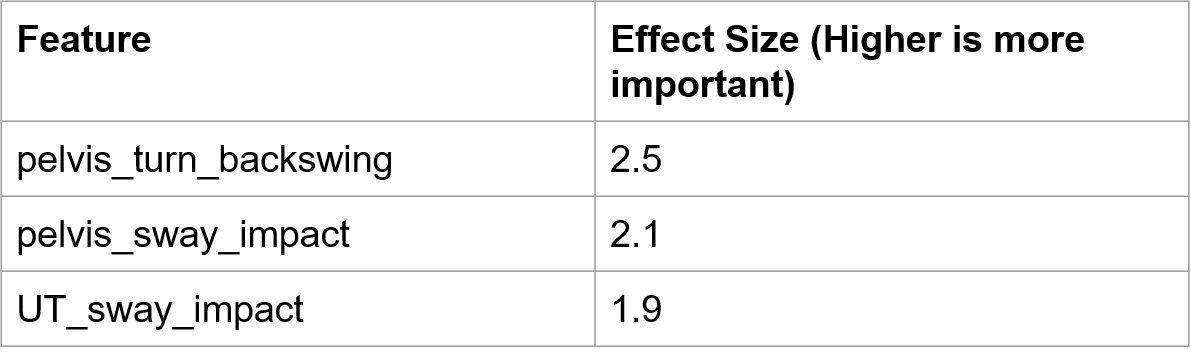 Feature
Effect Size (Higher is more
important)
pelvis_turn_backswing
2.5
pelvis_sway_impact
2.1
UT_sway_impact
1.9